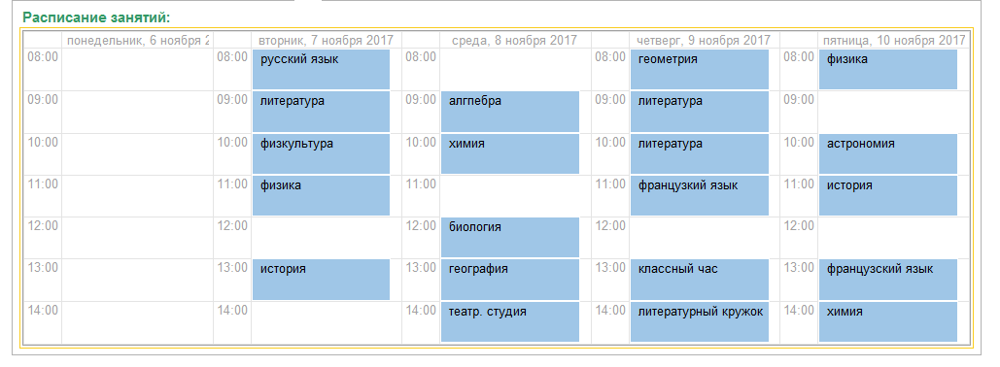 Расписание занятий:
понедельник, 6 ноября 2 вторник, 7 ноября 2017 среда, 8 ноября 2017 четверг, 9 ноября 2017 пятница, 10 ноября 2017
08:00 08:00 русский язык 08:00 08:00 геометрия 08:00 физика
09:00 09:00 литература 09:00 алгпебра 09:00 литература 09:00
10:00 10:00 физкультура 10:00 химия 10:00 литература 10:00 астрономия
11:00 11:00 физика 11:00 11:00 французкий язык 11:00 история
12:00 12:00 12:00 биология 12:00 12:00
13:00 13:00 история 13:00 география 13:00 классный час 13:00 французский язык
14:00 14:00 14:00 театр. студия 14:00 литературный кружок 14:00 химия